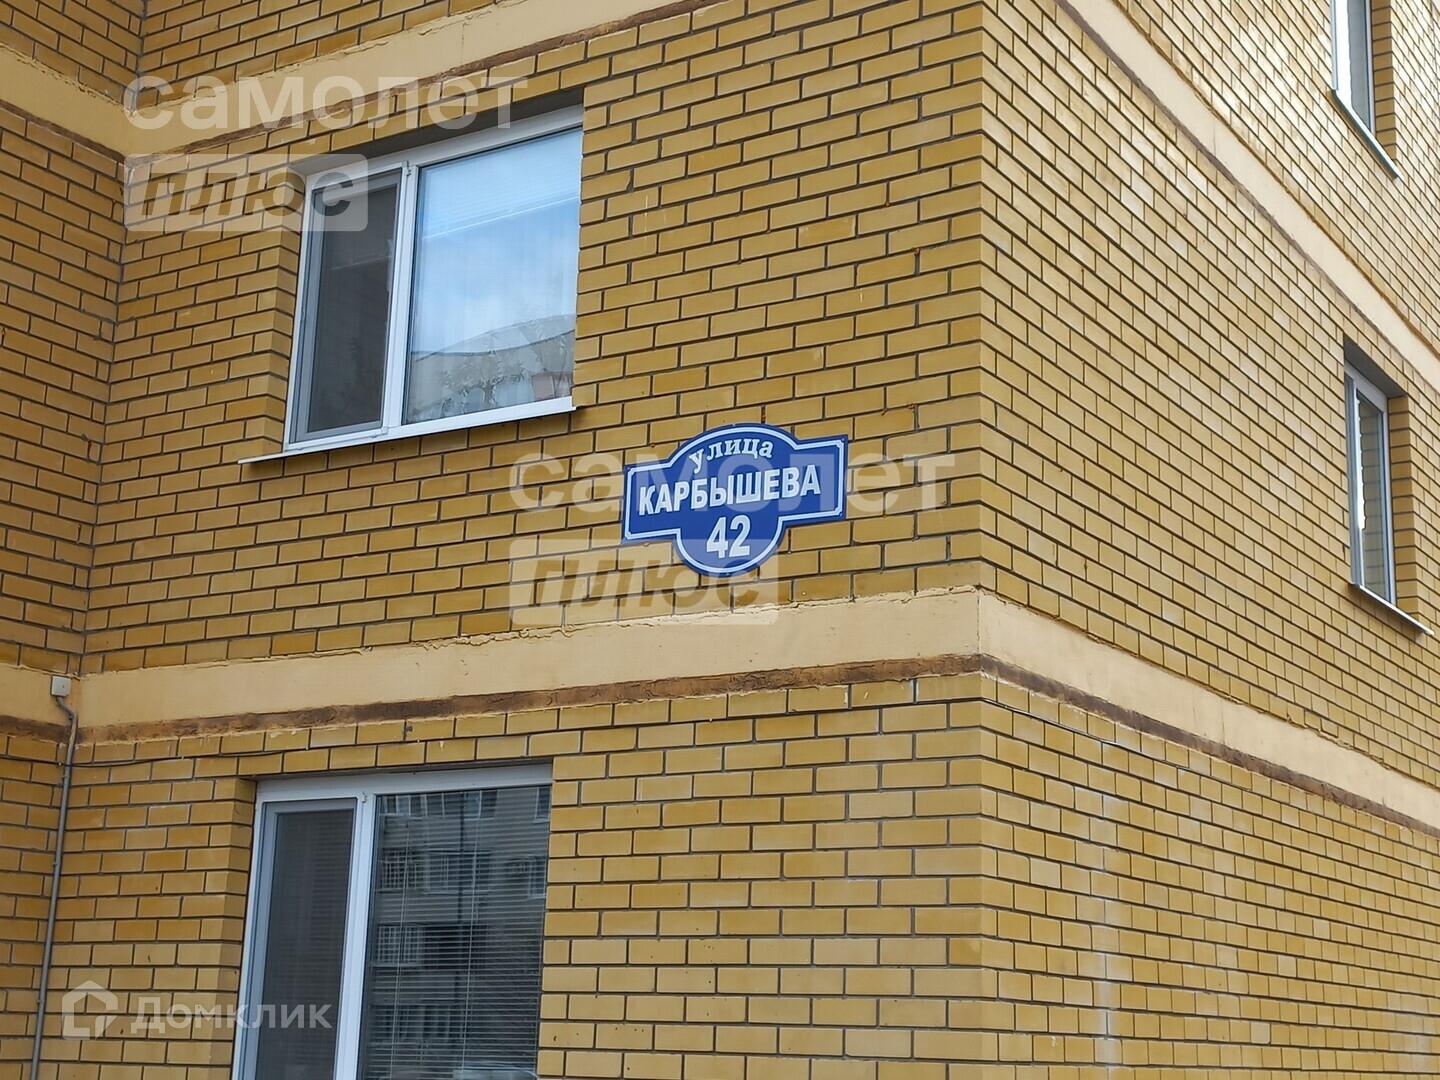 самолет
плюс
улица
КАРБЫШЕВА
42
самолет
плюс
Домклик